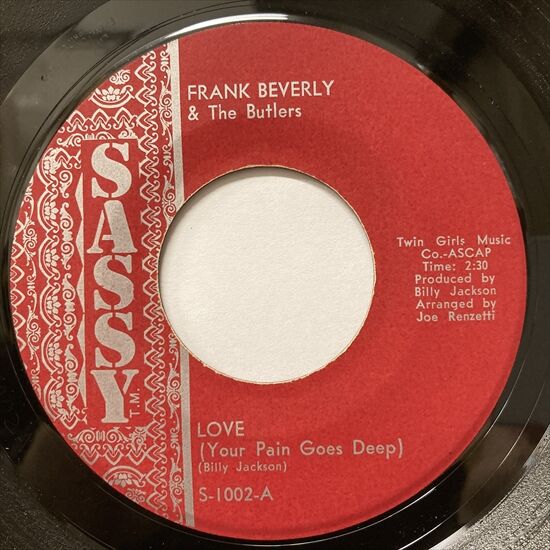 SASSY
T.M.
FRANK BEVERLY
& The Butlers
Twin Girls Music
Co.-ASCAP
Time: 2:30
Produced by
Billy Jackson
Arranged by
Joe Renzetti
LOVE
(Your Pain Goes Deep)
(Billy Jackson)
S-1002-A